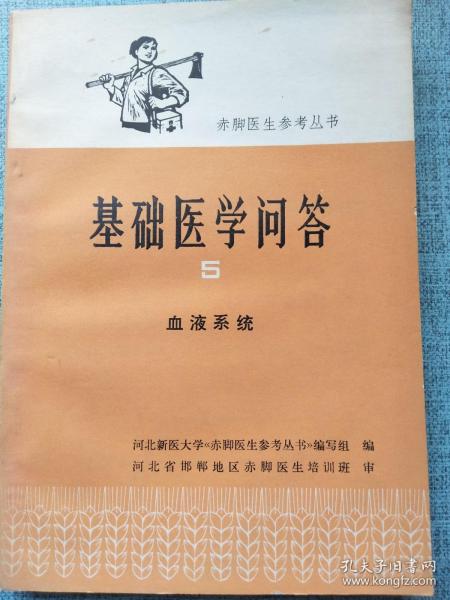 赤脚医生参考丛书
基础医学问答
5
血液系统
河北新医大学《赤脚医生参考丛书》编写组 编
河北省邯郸地区赤脚医生培训班 审
孔夫子旧书网
www.kongfz.com